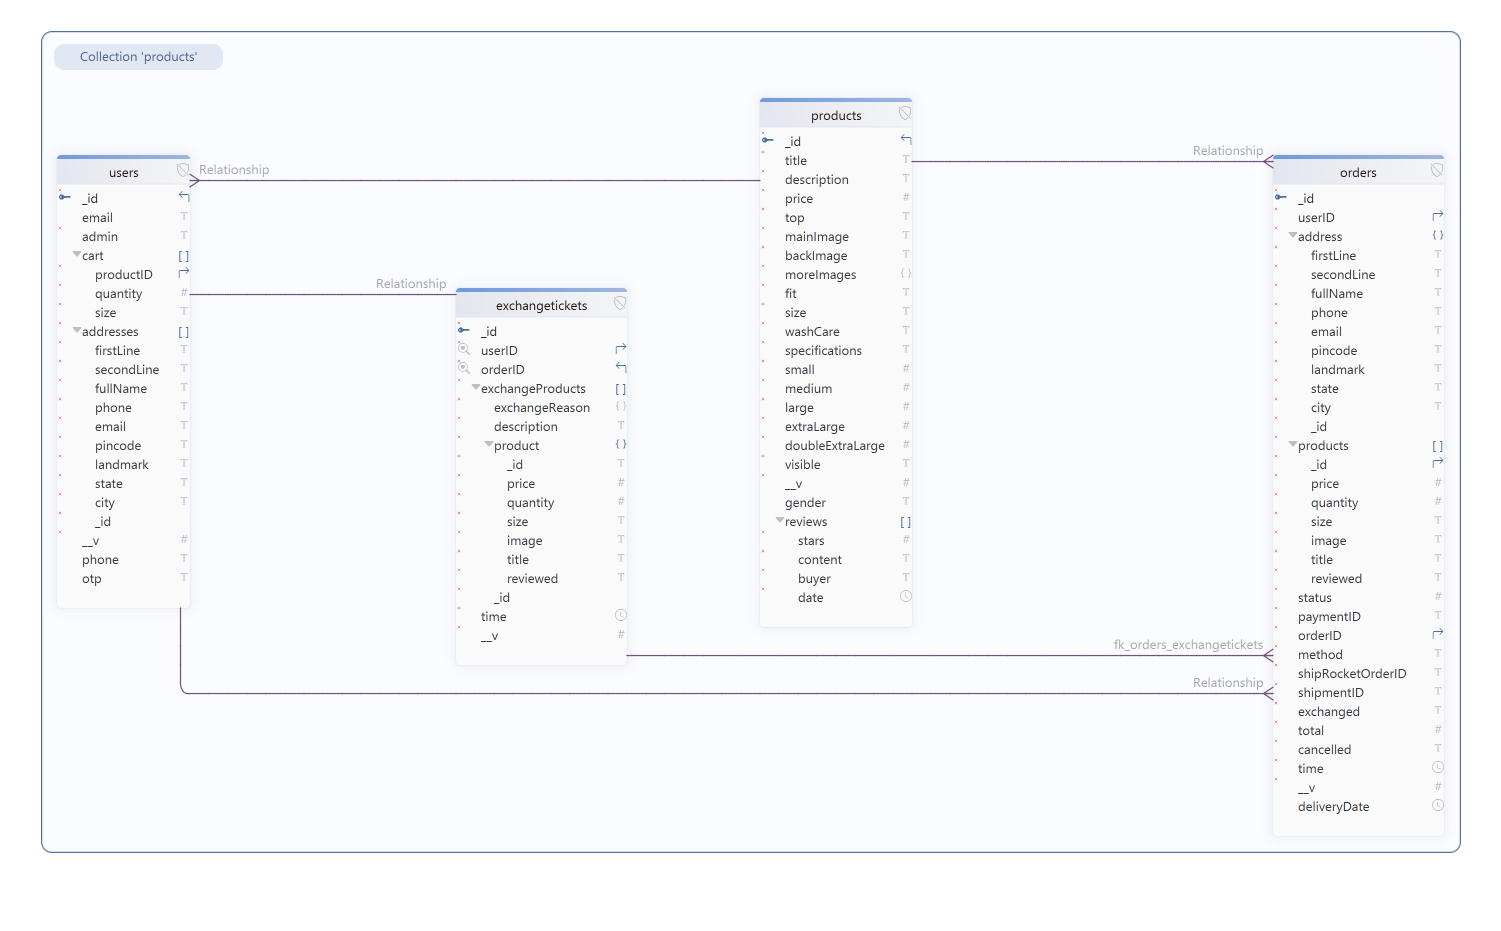 Collection 'products'
users
_id
email
admin
cart
productID
quantity
size
addresses
firstLine
secondLine
fullName
phone
email
pincode
landmark
state
city
_id
__v
phone
otp
Relationship
Relationship
exchangetickets
_id
userID
orderID
exchangeProducts
exchangeReason
description
product
_id
price
quantity
size
image
title
reviewed
_id
time
__v
products
_id
title
description
price
top
mainImage
backImage
moreImages
fit
size
washCare
specifications
small
medium
large
extraLarge
doubleExtraLarge
visible
__v
gender
reviews
stars
content
buyer
date
Relationship
fk_orders_exchangetickets
Relationship
orders
_id
userID
address
firstLine
secondLine
fullName
phone
email
pincode
landmark
state
city
_id
products
_id
price
quantity
size
image
title
reviewed
status
paymentID
orderID
method
shipRocketOrderID
shipmentID
exchanged
total
cancelled
time
__v
deliveryDate